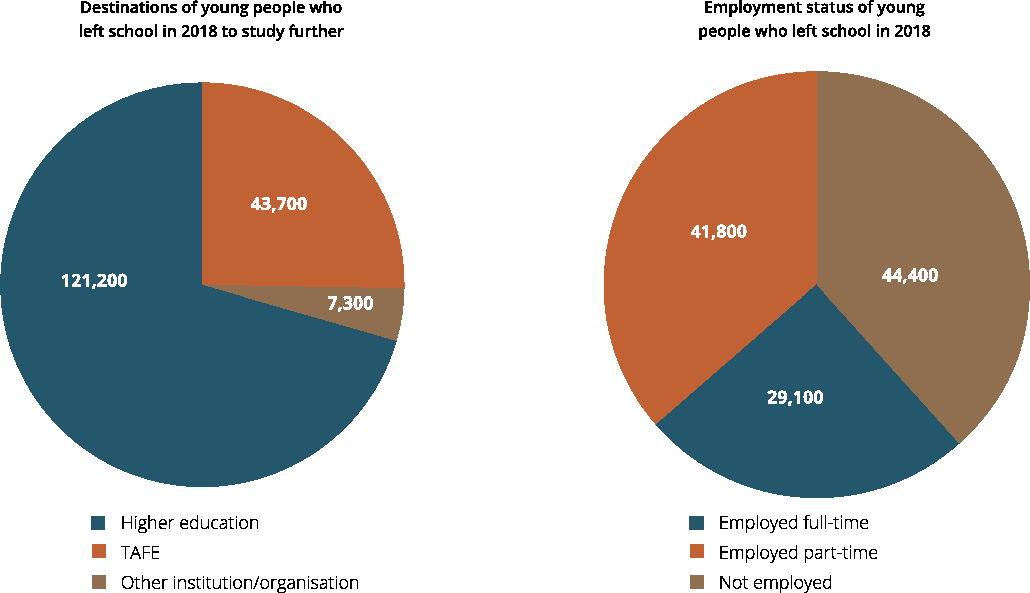 Destinations of young people who
left school in 2018 to study further
43,700
121,200
7,300
Higher education
TAFE
Other institution/organisation
Employment status of young
people who left school in 2018
41,800
44,400
29,100
Employed full-time
Employed part-time
Not employed